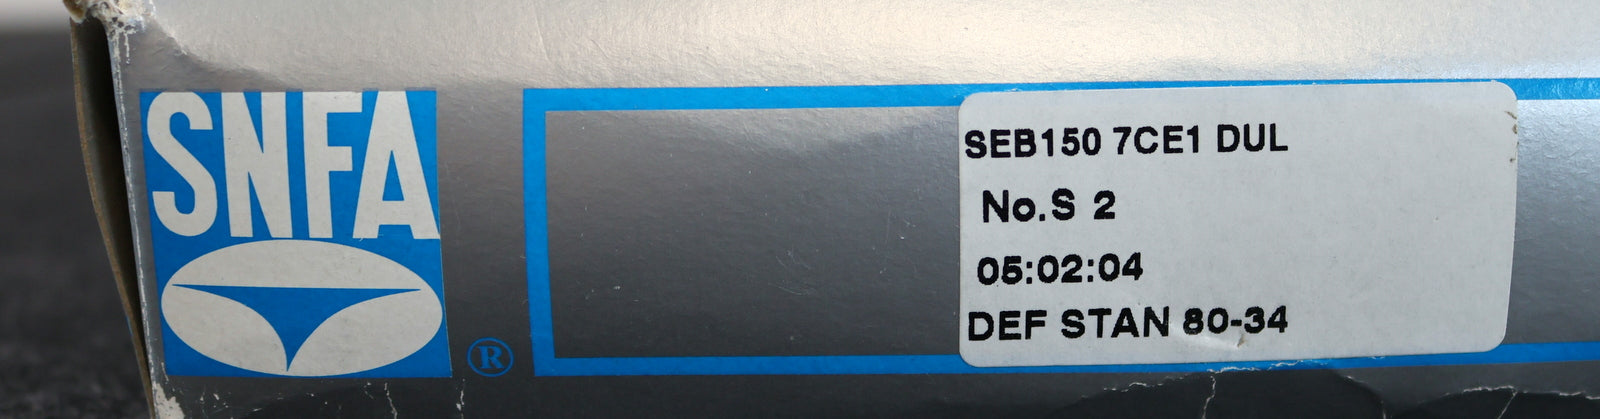 SNFA
®
SEB150 7CE1 DUL
No.S 2
05:02:04
DEF STAN 80-34